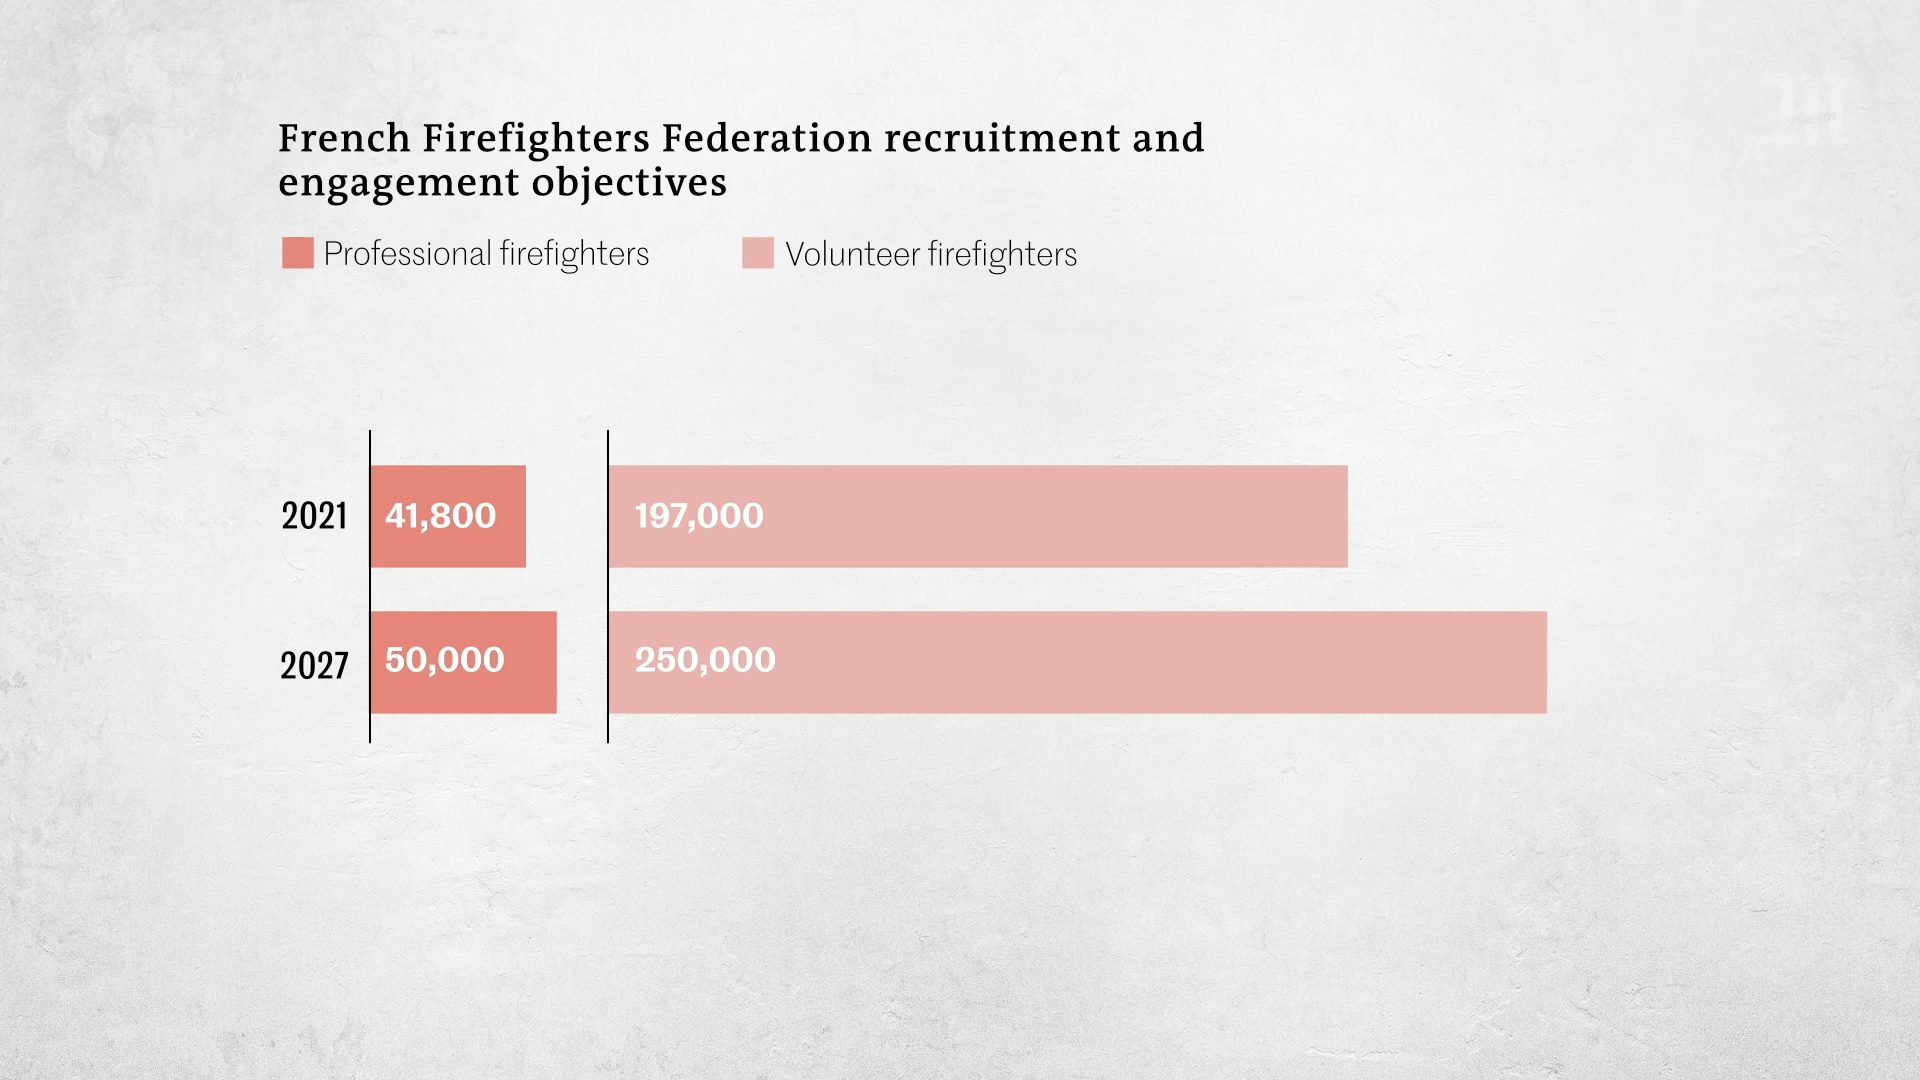 French Firefighters Federation recruitment and
engagement objectives
Professional firefighters
Volunteer firefighters
2021
41,800
197,000
2027
50,000
250,000